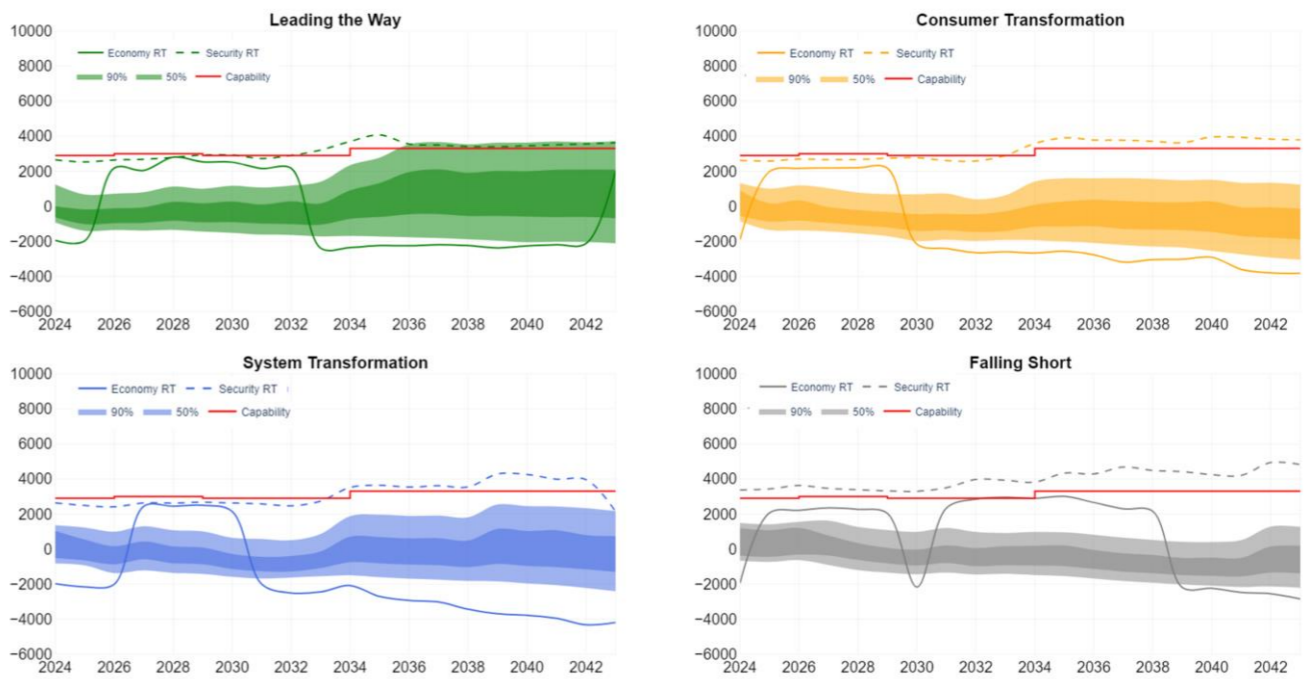 Leading the Way
10000
8000
6000
4000
2000
0
−2000
−4000
−6000
Economy RT Security RT
90% 50% Capability
2024 2026 2028 2030 2032 2034 2036 2038 2040 2042
Consumer Transformation
10000
8000
6000
4000
2000
0
−2000
−4000
−6000
Economy RT Security RT
90% 50% Capability
2024 2026 2028 2030 2032 2034 2036 2038 2040 2042
System Transformation
10000
8000
6000
4000
2000
0
−2000
−4000
−6000
Economy RT Security RT
90% 50% Capability
2024 2026 2028 2030 2032 2034 2036 2038 2040 2042
Falling Short
10000
8000
6000
4000
2000
0
−2000
−4000
−6000
Economy RT Security RT
90% 50% Capability
2024 2026 2028 2030 2032 2034 2036 2038 2040 2042